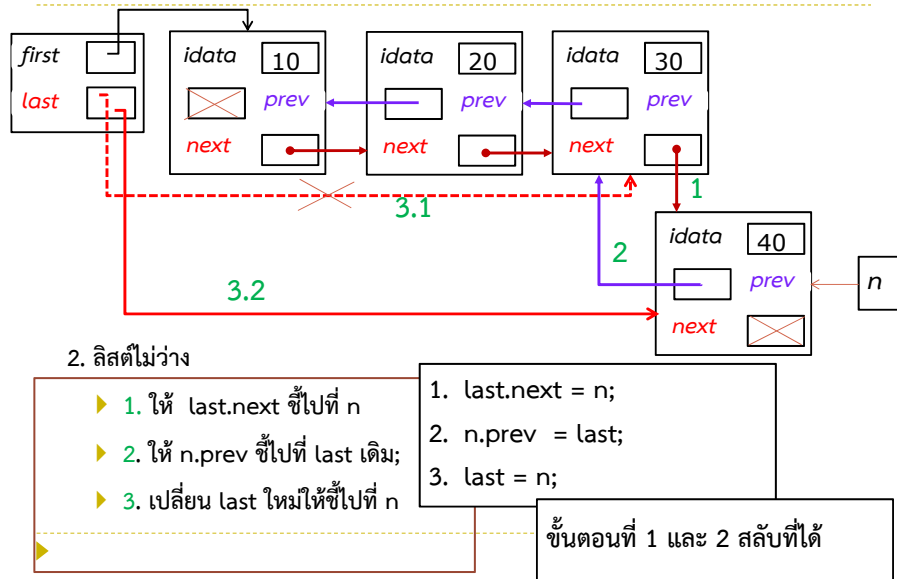 first
last
idata 10
prev
next
idata 20
prev
next
idata 30
prev
next
3.1
1
2
3.2
idata 40
prev
next
n
2. ลิสต์ไม่ว่าง
1. ให้ last.next ชี้ไปที่ n
2. ให้ n.prev ชี้ไปที่ last เดิม;
3. เปลี่ยน last ใหม่ให้ชี้ไปที่ n
1. last.next = n;
2. n.prev = last;
3. last = n;
ขั้นตอนที่ 1 และ 2 สลับที่ได้